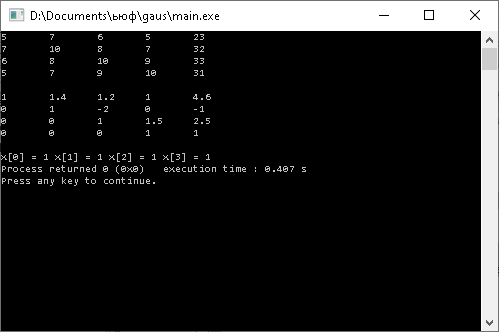 D:\Documents\ьюф\gaus\main.exe
5 7 6 5 23
7 10 8 7 32
6 8 10 9 33
5 7 9 10 31
1 1.4 1.2 1 4.6
0 1 -2 0 -1
0 0 1 1.5 2.5
0 0 0 1 1
x[0] = 1 x[1] = 1 x[2] = 1 x[3] = 1
Process returned 0 (0x0) execution time : 0.407 s
Press any key to continue.